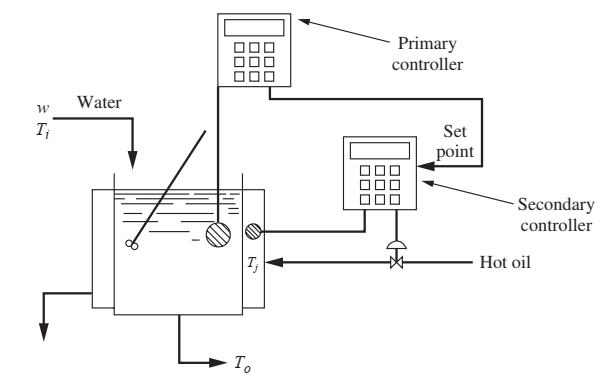 Primary
controller
w
Water
T_i
Set
point
Secondary
controller
T_j
Hot oil
T_o